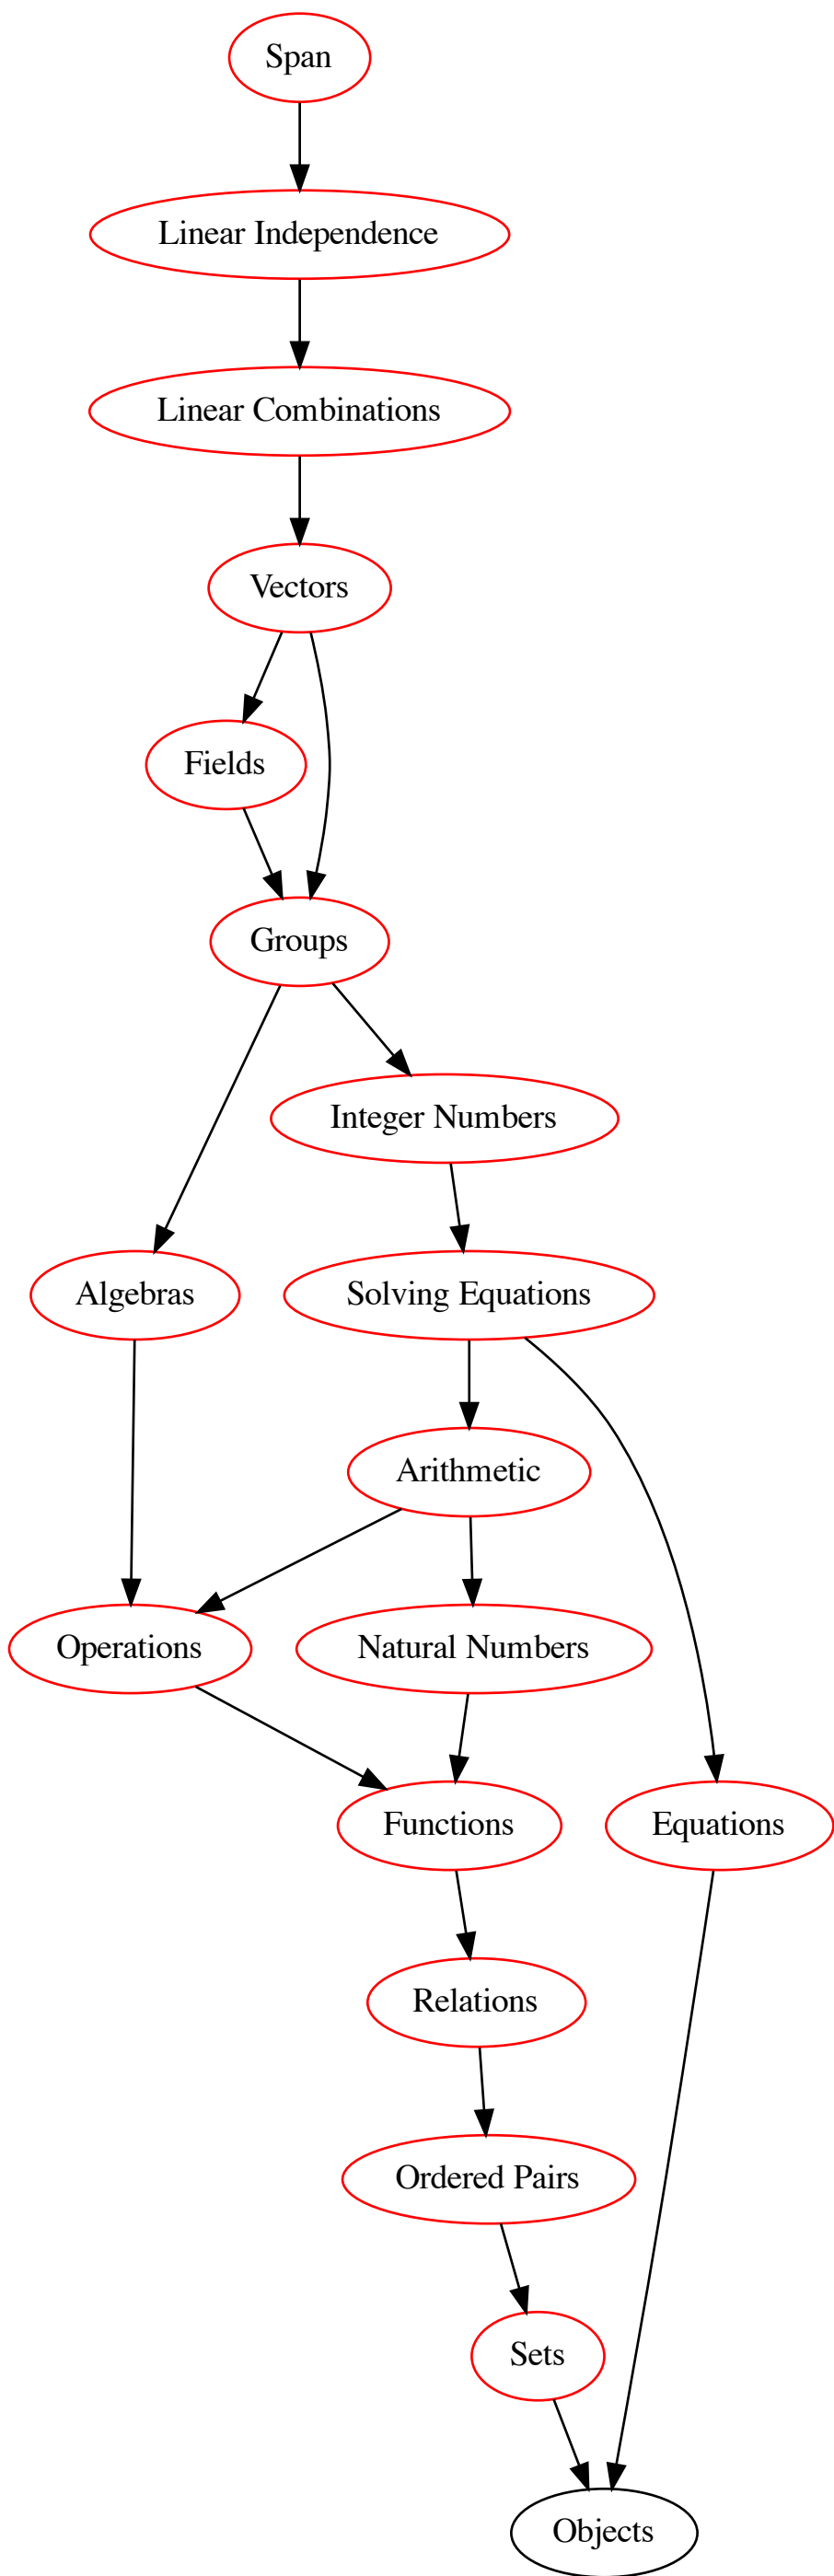 Span
Linear Independence
Linear Combinations
Vectors
Fields
Groups
Integer Numbers
Algebras
Solving Equations
Arithmetic
Operations
Natural Numbers
Functions
Equations
Relations
Ordered Pairs
Sets
Objects